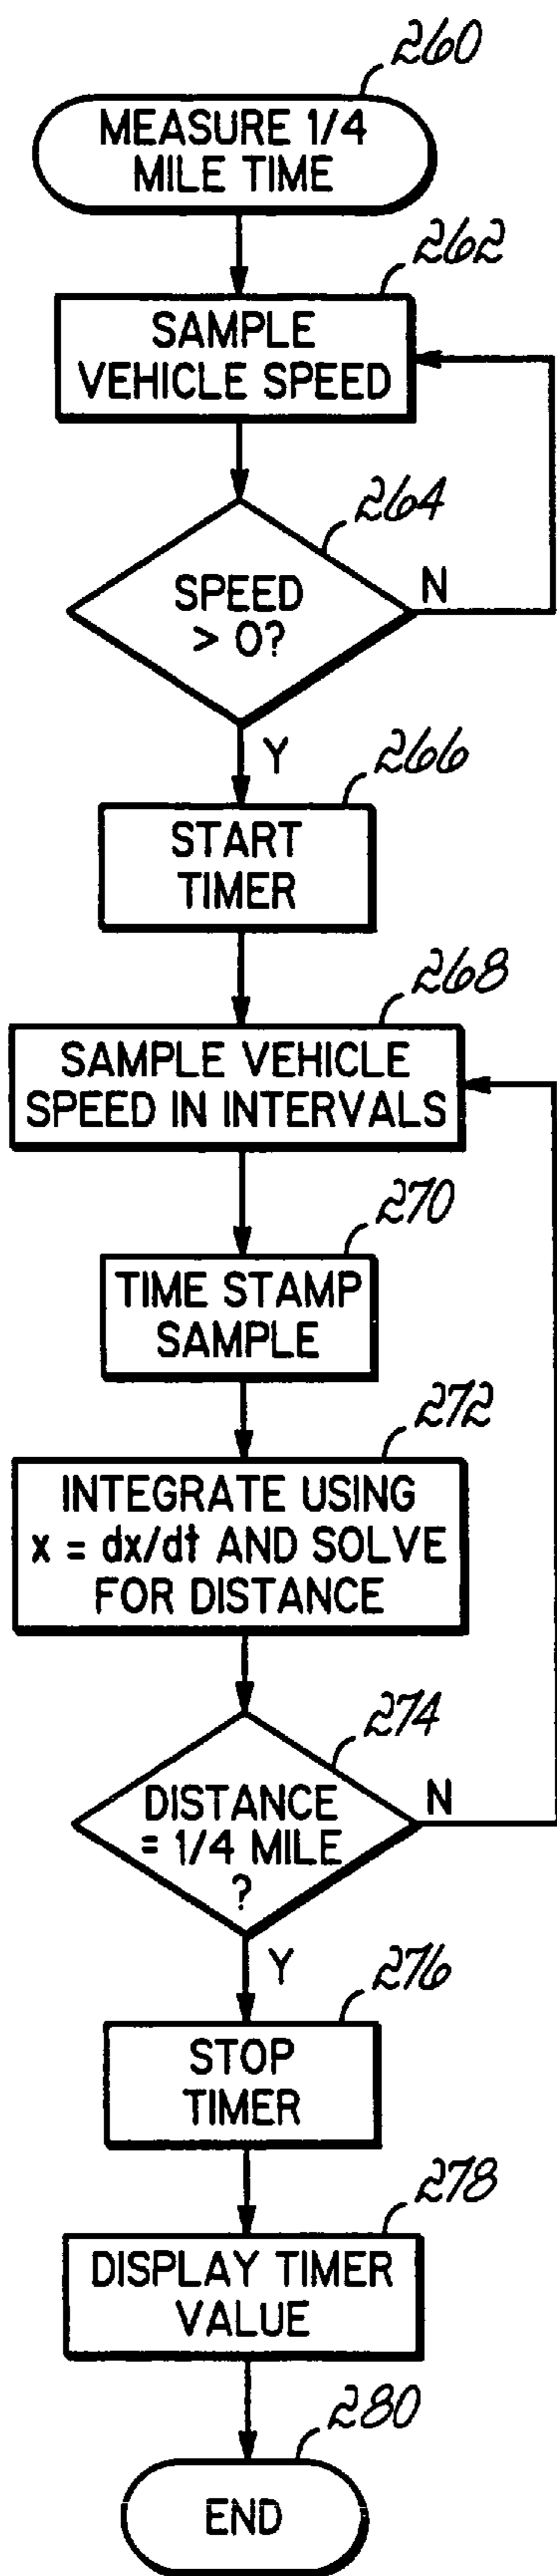 260
MEASURE 1/4
MILE TIME
262
SAMPLE
VEHICLE SPEED
264
SPEED
> 0?
N
Y
266
START
TIMER
268
SAMPLE VEHICLE
SPEED IN INTERVALS
270
TIME STAMP
SAMPLE
272
INTEGRATE USING
x = dx/dt AND SOLVE
FOR DISTANCE
274
DISTANCE
= 1/4 MILE
?
N
Y
276
STOP
TIMER
278
DISPLAY TIMER
VALUE
280
END